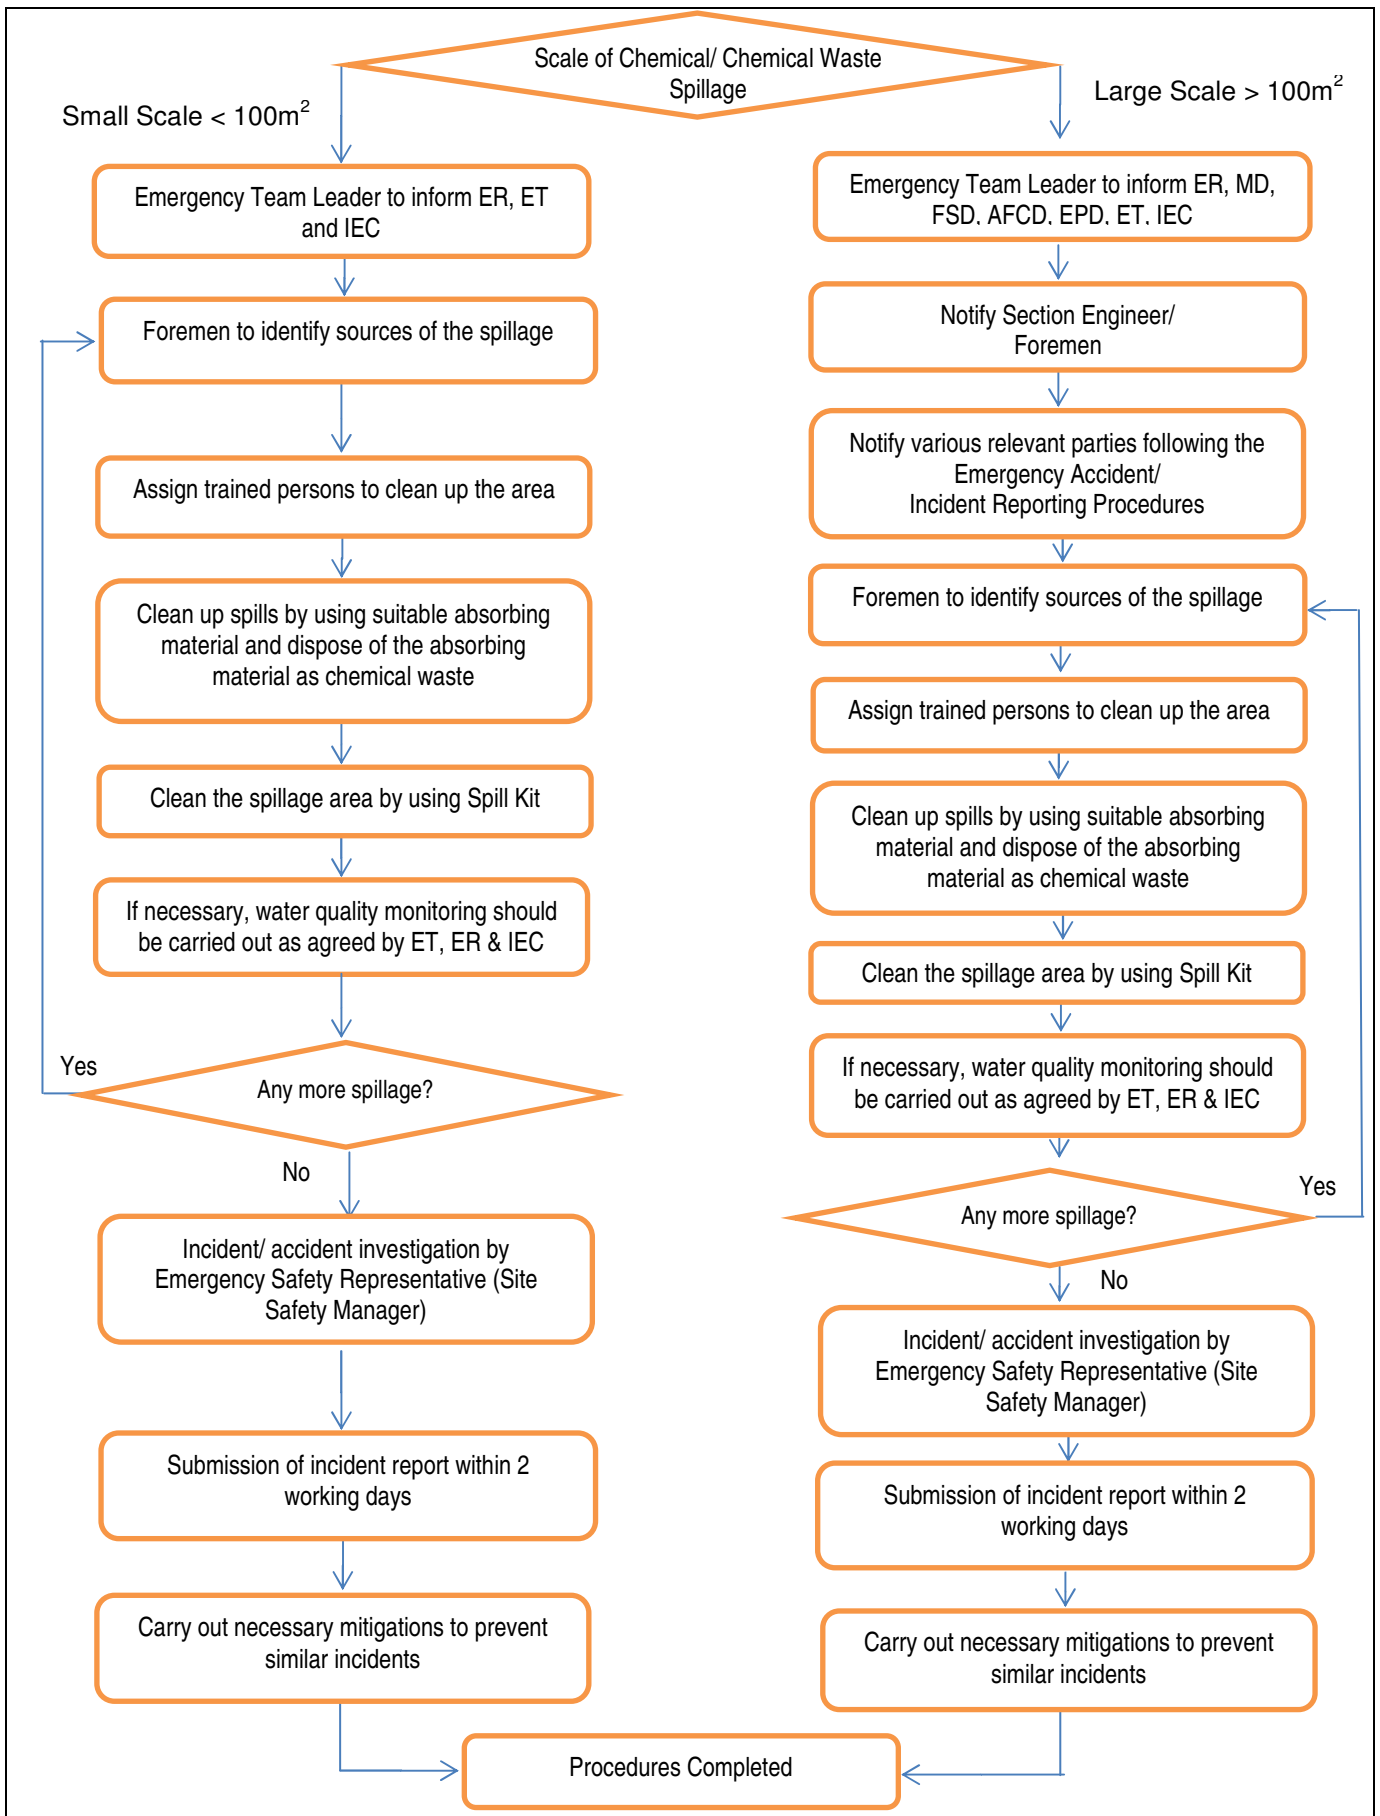 Scale of Chemical/ Chemical Waste
Spillage
Small Scale < 100m²
Large Scale > 100m²
Emergency Team Leader to inform ER, ET
and IEC
Foremen to identify sources of the spillage
Assign trained persons to clean up the area
Clean up spills by using suitable absorbing
material and dispose of the absorbing
material as chemical waste
Clean the spillage area by using Spill Kit
If necessary, water quality monitoring should
be carried out as agreed by ET, ER & IEC
Yes
Any more spillage?
No
Incident/ accident investigation by
Emergency Safety Representative (Site
Safety Manager)
Submission of incident report within 2
working days
Carry out necessary mitigations to prevent
similar incidents
Emergency Team Leader to inform ER, MD,
FSD, AFCD, EPD, ET, IEC
Notify Section Engineer/
Foremen
Notify various relevant parties following the
Emergency Accident/
Incident Reporting Procedures
Foremen to identify sources of the spillage
Assign trained persons to clean up the area
Clean up spills by using suitable absorbing
material and dispose of the absorbing
material as chemical waste
Clean the spillage area by using Spill Kit
If necessary, water quality monitoring should
be carried out as agreed by ET, ER & IEC
Yes
Any more spillage?
No
Incident/ accident investigation by
Emergency Safety Representative (Site
Safety Manager)
Submission of incident report within 2
working days
Carry out necessary mitigations to prevent
similar incidents
Procedures Completed